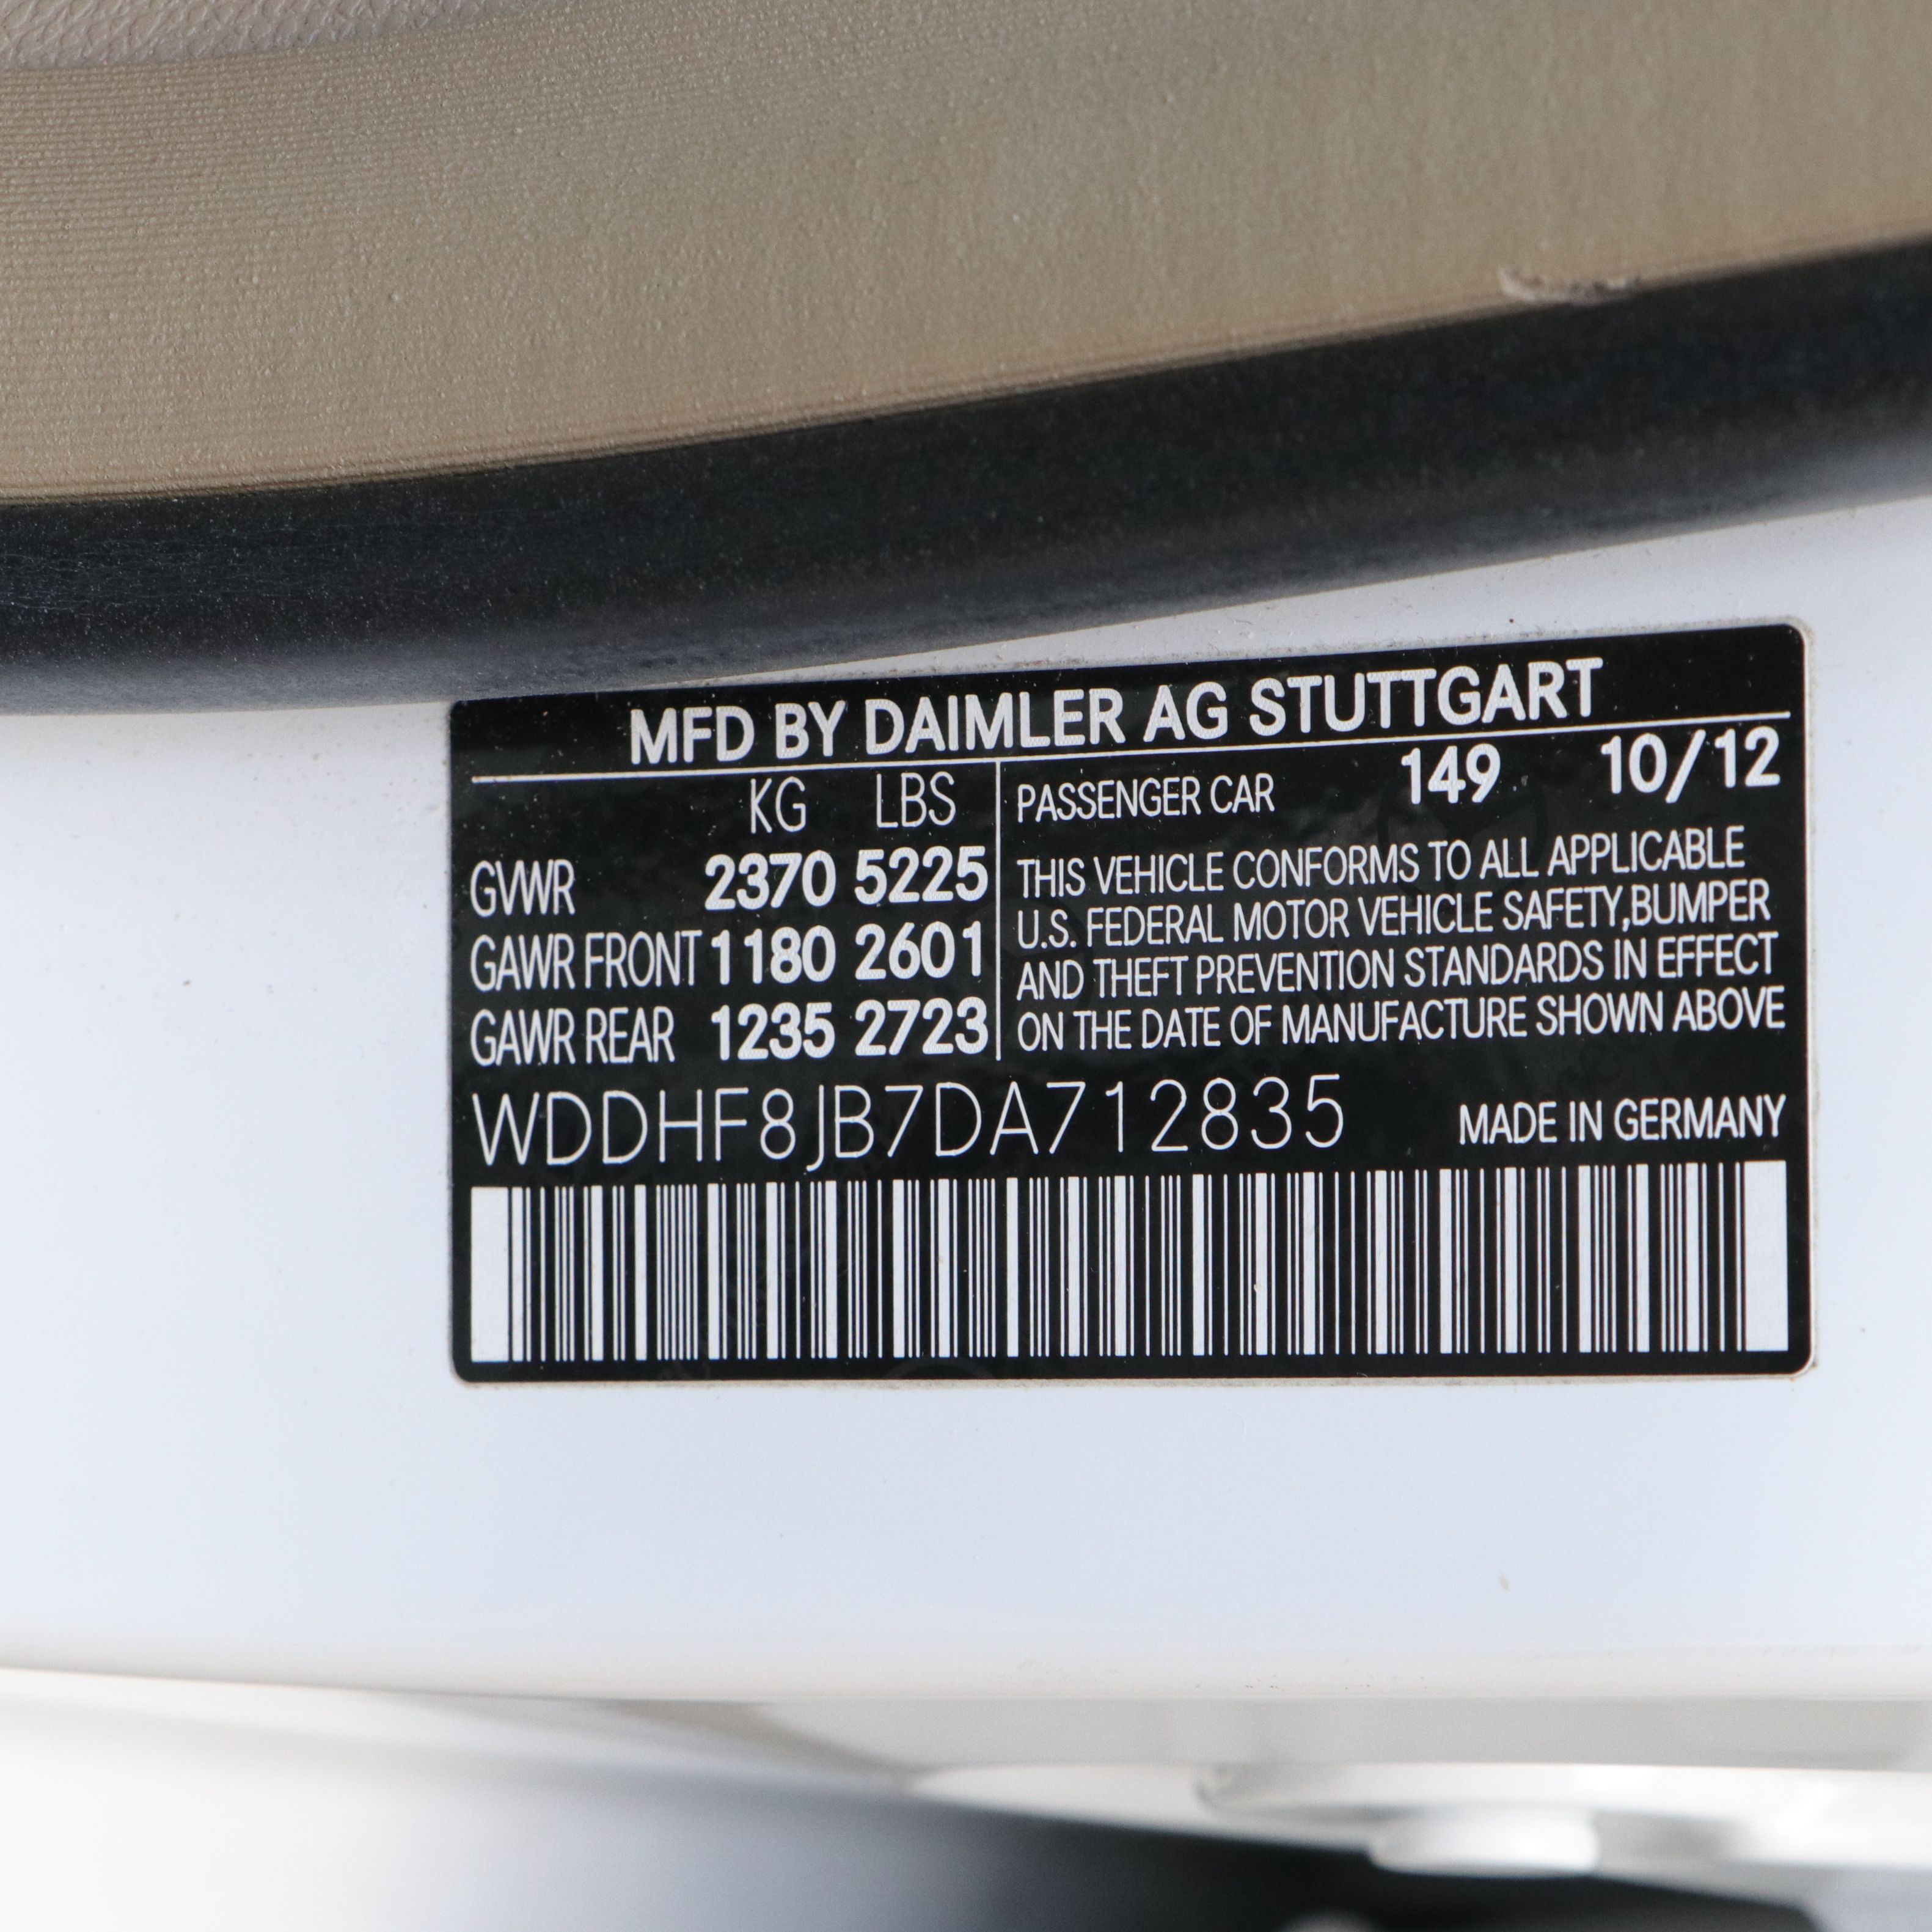 MFD BY DAIMLER AG STUTTGART
KG LBS
GVWR 2370 5225
GAWR FRONT 1180 2601
GAWR REAR 1235 2723
PASSENGER CAR 149 10/12
THIS VEHICLE CONFORMS TO ALL APPLICABLE
U.S. FEDERAL MOTOR VEHICLE SAFETY,BUMPER
AND THEFT PREVENTION STANDARDS IN EFFECT
ON THE DATE OF MANUFACTURE SHOWN ABOVE
WDDHF8JB7DA712835
MADE IN GERMANY